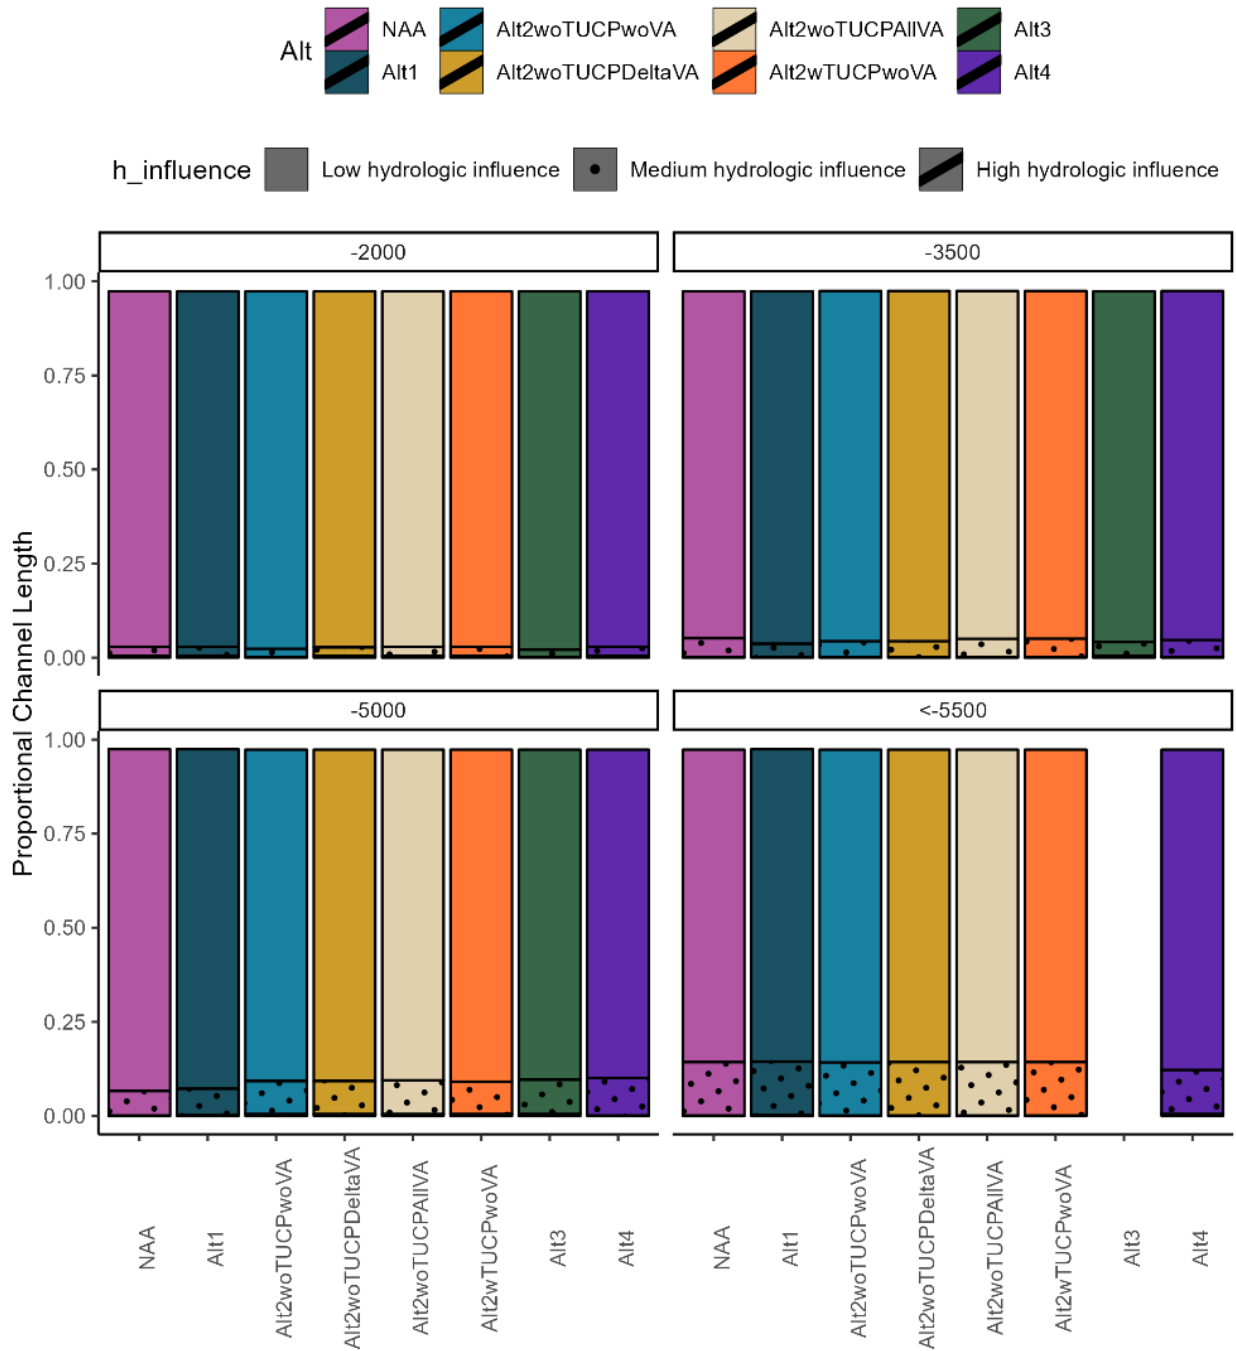 Alt
NAA
Alt2woTUCPwoVA
Alt2woTUCPAllVA
Alt3
Alt1
Alt2woTUCPDeltaVA
Alt2wTUCPwoVA
Alt4
h_influence
Low hydrologic influence
Medium hydrologic influence
High hydrologic influence
-2000
-3500
1.00
0.75
0.50
0.25
0.00
-5000
<-5500
1.00
0.75
0.50
0.25
0.00
Proportional Channel Length
NAA
Alt1
Alt2woTUCPwoVA
Alt2woTUCPDeltaVA
Alt2woTUCPAllVA
Alt2wTUCPwoVA
Alt3
Alt4
NAA
Alt1
Alt2woTUCPwoVA
Alt2woTUCPDeltaVA
Alt2woTUCPAllVA
Alt2wTUCPwoVA
Alt3
Alt4